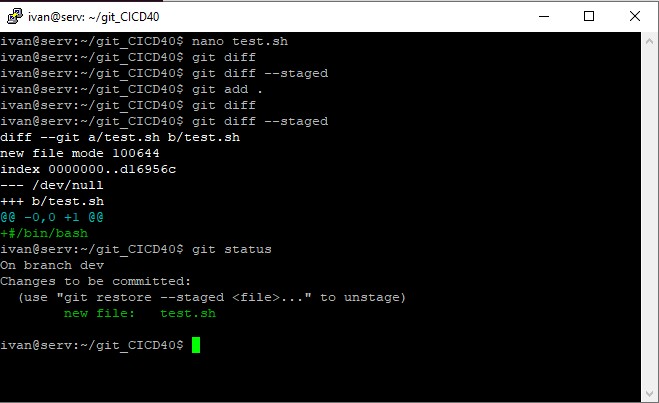 ivan@serv: ~/git_CICD40
ivan@serv:~/git_CICD40$ nano test.sh
ivan@serv:~/git_CICD40$ git diff
ivan@serv:~/git_CICD40$ git diff --staged
ivan@serv:~/git_CICD40$ git add .
ivan@serv:~/git_CICD40$ git diff
ivan@serv:~/git_CICD40$ git diff --staged
diff --git a/test.sh b/test.sh
new file mode 100644
index 0000000..d16956c
--- /dev/null
+++ b/test.sh
@@ -0,0 +1 @@
+#/bin/bash
ivan@serv:~/git_CICD40$ git status
On branch dev
Changes to be committed:
  (use "git restore --staged <file>..." to unstage)
        new file:   test.sh
ivan@serv:~/git_CICD40$